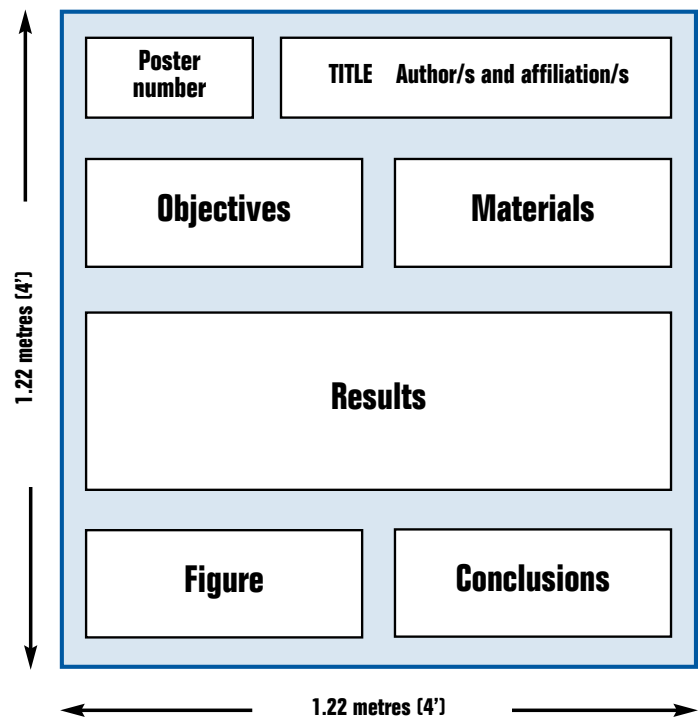 Poster
number
TITLE Author/s and affiliation/s
Objectives
Materials
1.22 metres (4')
Results
Figure
Conclusions
1.22 metres (4')